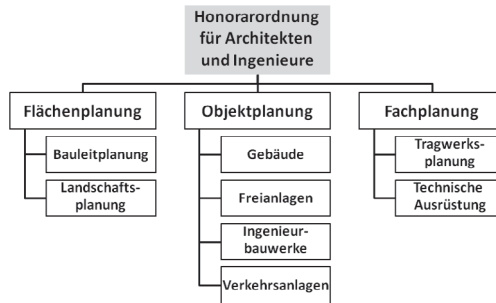 Honorarordnung
für Architekten
und Ingenieure
Flächenplanung
Bauleitplanung
Landschafts-
planung
Objektplanung
Gebäude
Freianlagen
Ingenieur-
bauwerke
Verkehrsanlagen
Fachplanung
Tragwerks-
planung
Technische
Ausrüstung